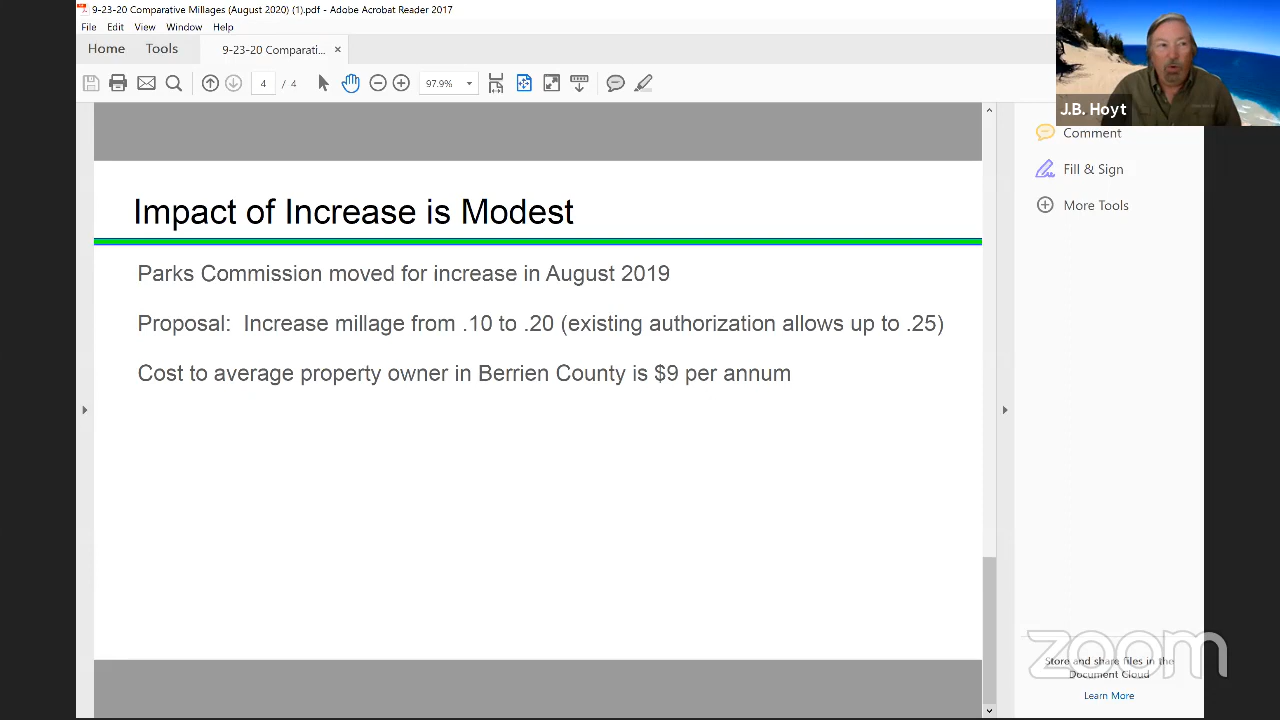 9-23-20 Comparative Millages (August 2020) (1).pdf - Adobe Acrobat Reader 2017
File Edit View Window Help
Home Tools 9-23-20 Comparati... ×
4 / 4 97.9%
J.B. Hoyt
Comment
Fill & Sign
More Tools
Impact of Increase is Modest
Parks Commission moved for increase in August 2019
Proposal: Increase millage from .10 to .20 (existing authorization allows up to .25)
Cost to average property owner in Berrien County is $9 per annum
zoom
Store and share files in the
Document Cloud
Learn More